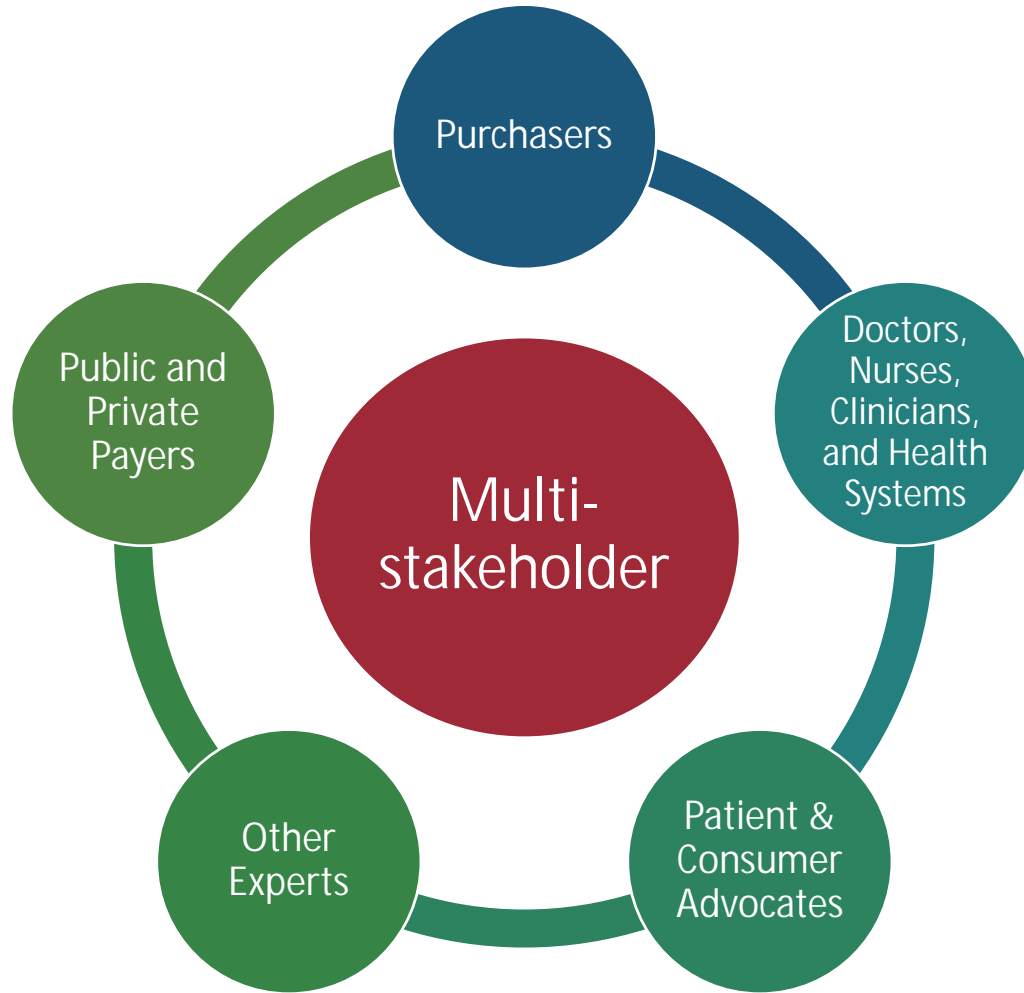 Purchasers
Doctors,
Nurses,
Clinicians,
and Health
Systems
Patient &
Consumer
Advocates
Other
Experts
Public and
Private
Payers
Multi-
stakeholder